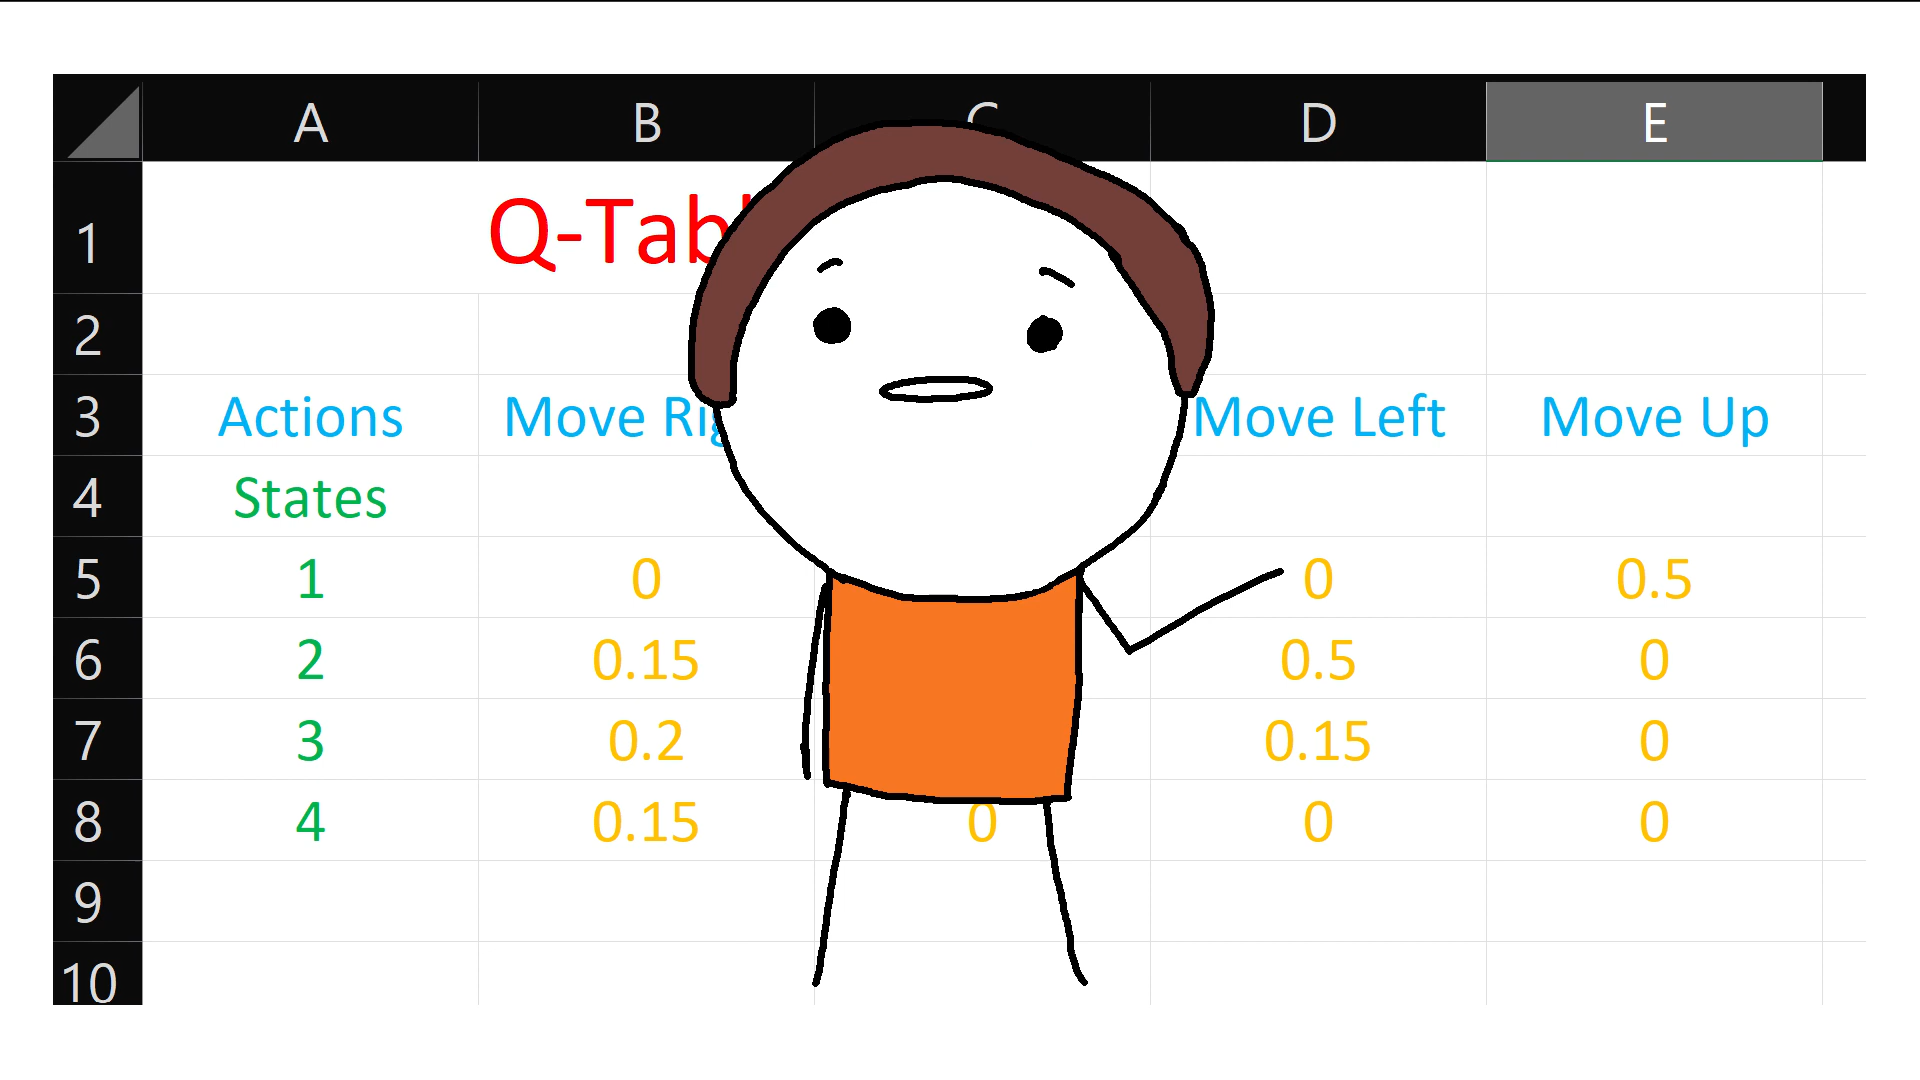 A B C D E
1 Q-Tabl
2
3 Actions Move Rig Move Left Move Up
4 States
5 1 0 0 0.5
6 2 0.15 0.5 0
7 3 0.2 0.15 0
8 4 0.15 0 0 0
9
10